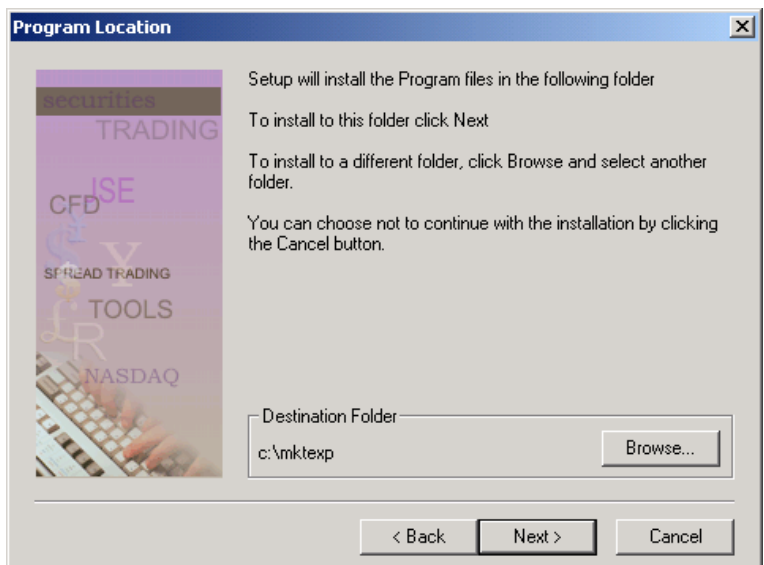 Program Location
securities
TRADING
JSE
CFD
SPREAD TRADING
TOOLS
£
R
NASDAQ
Setup will install the Program files in the following folder
To install to this folder click Next
To install to a different folder, click Browse and select another
folder.
You can choose not to continue with the installation by clicking
the Cancel button.
Destination Folder
c:\mktexp
Browse...
< Back
Next >
Cancel